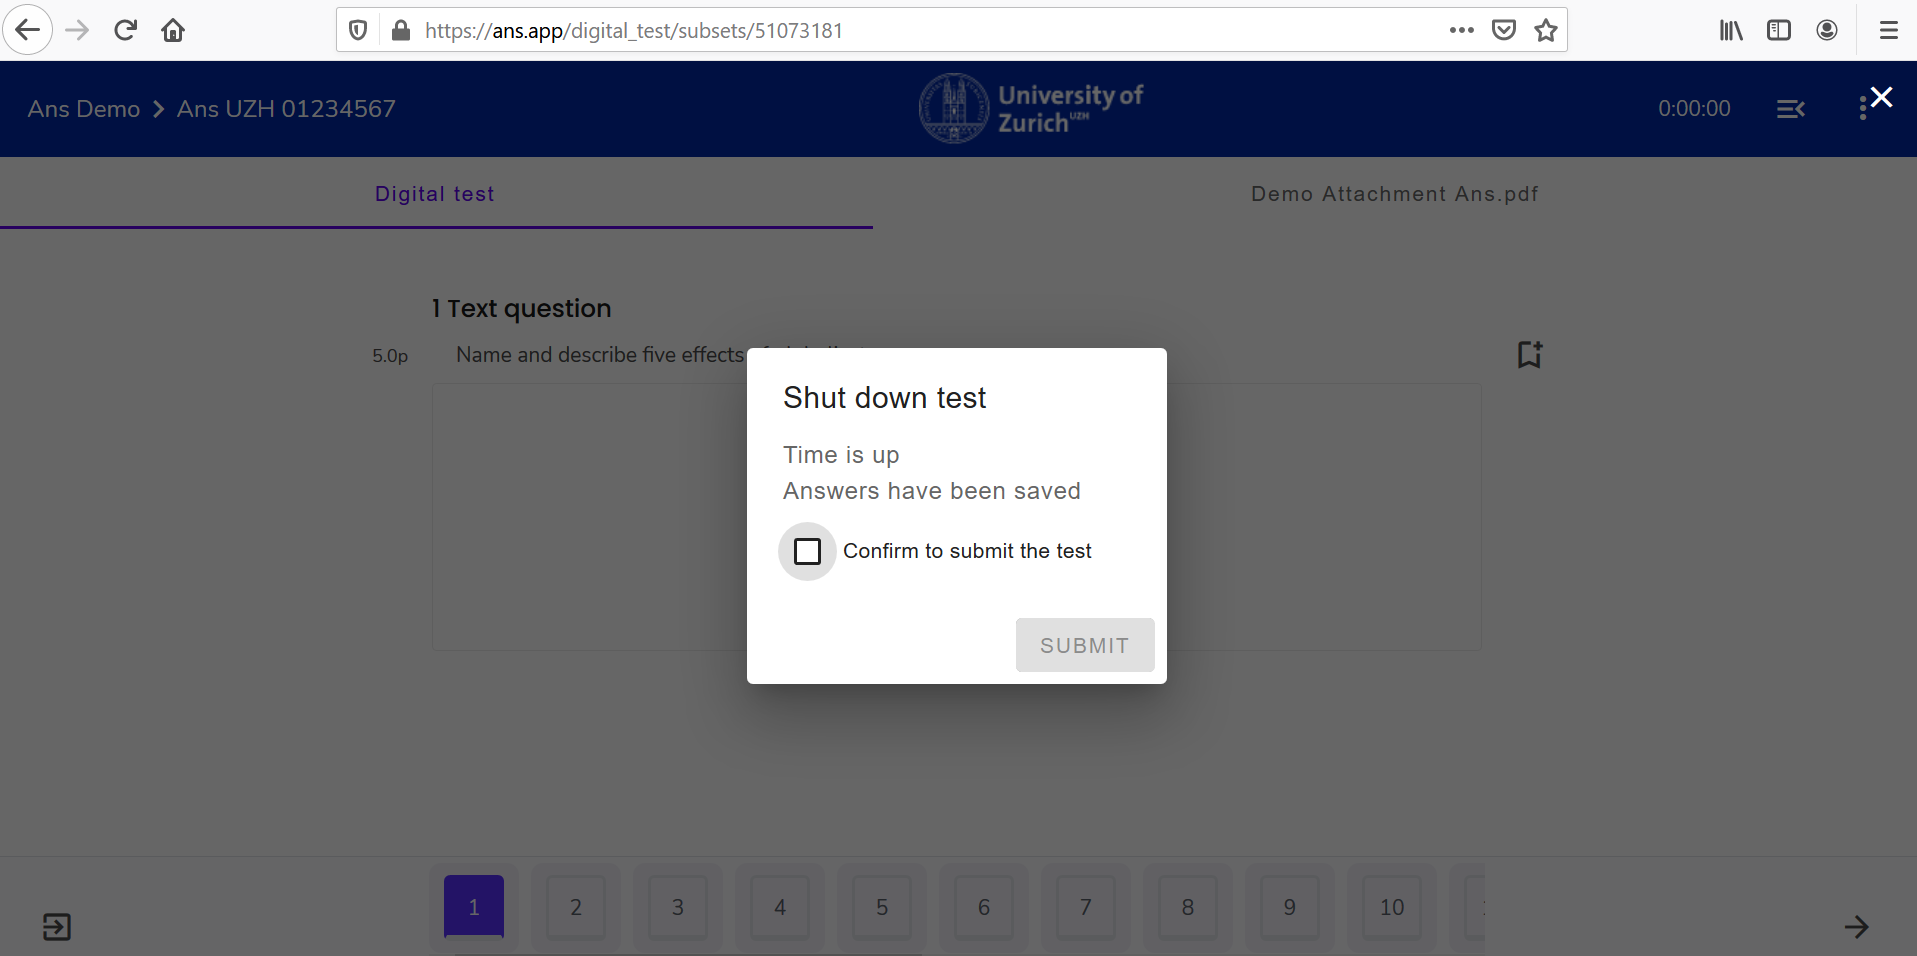 https://ans.app/digital_test/subsets/51073181
Ans Demo > Ans UZH 01234567
University of
Zurich UZH
0:00:00
Digital test
Demo Attachment Ans.pdf
1 Text question
5.0p
Name and describe five effects
Shut down test
Time is up
Answers have been saved
Confirm to submit the test
SUBMIT
1 2 3 4 5 6 7 8 9 10